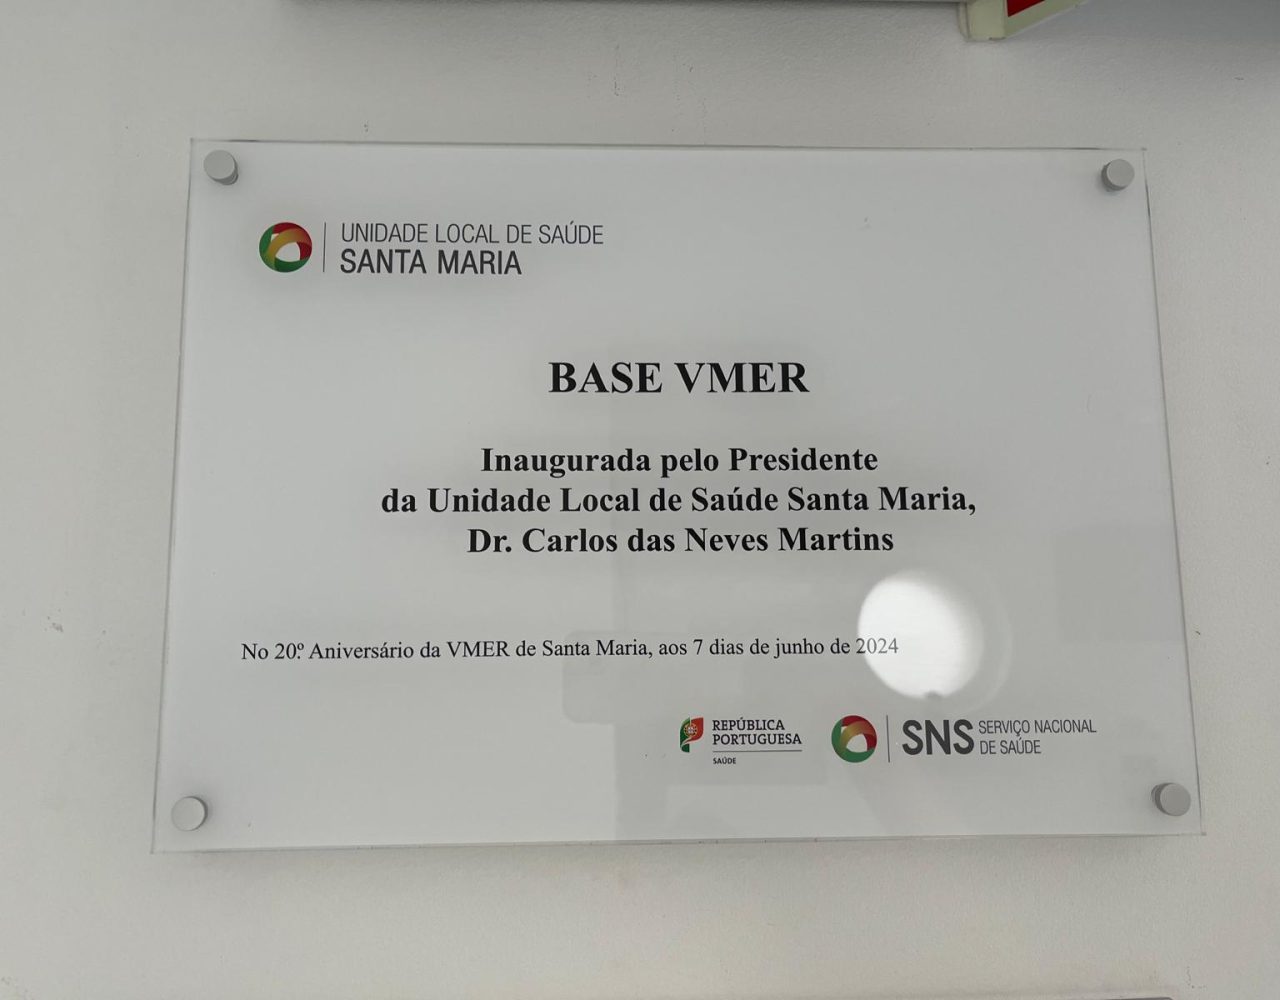 UNIDADE LOCAL DE SAÚDE
SANTA MARIA
BASE VMER
Inaugurada pelo Presidente
da Unidade Local de Saúde Santa Maria,
Dr. Carlos das Neves Martins
No 20º Aniversário da VMER de Santa Maria, aos 7 dias de junho de 2024
REPÚBLICA
PORTUGUESA
SAÚDE
SNS SERVIÇO NACIONAL
DE SAÚDE